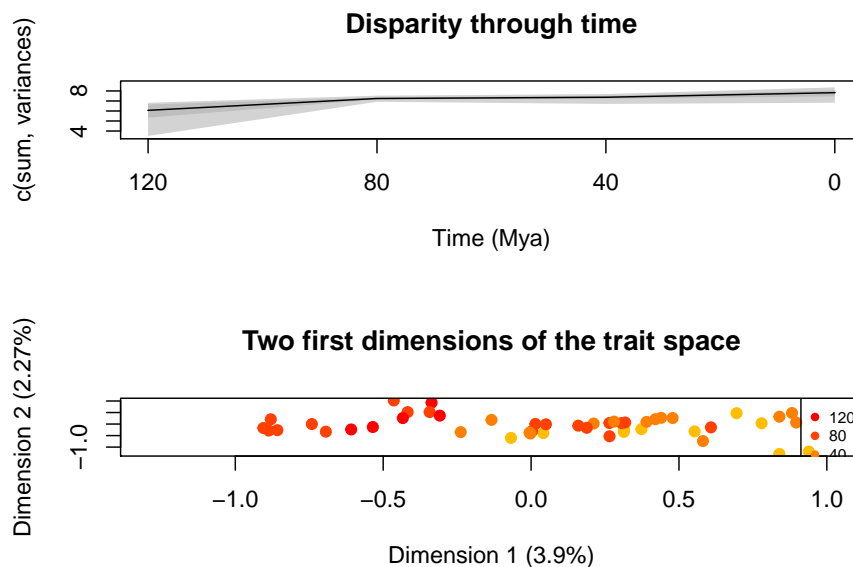 Disparity through time
c(sum, variances)
8
4
120 80 40 0
Time (Mya)
Two first dimensions of the trait space
Dimension 2 (2.27%)
−1.0
120
80
40
−1.0 −0.5 0.0 0.5 1.0
Dimension 1 (3.9%)